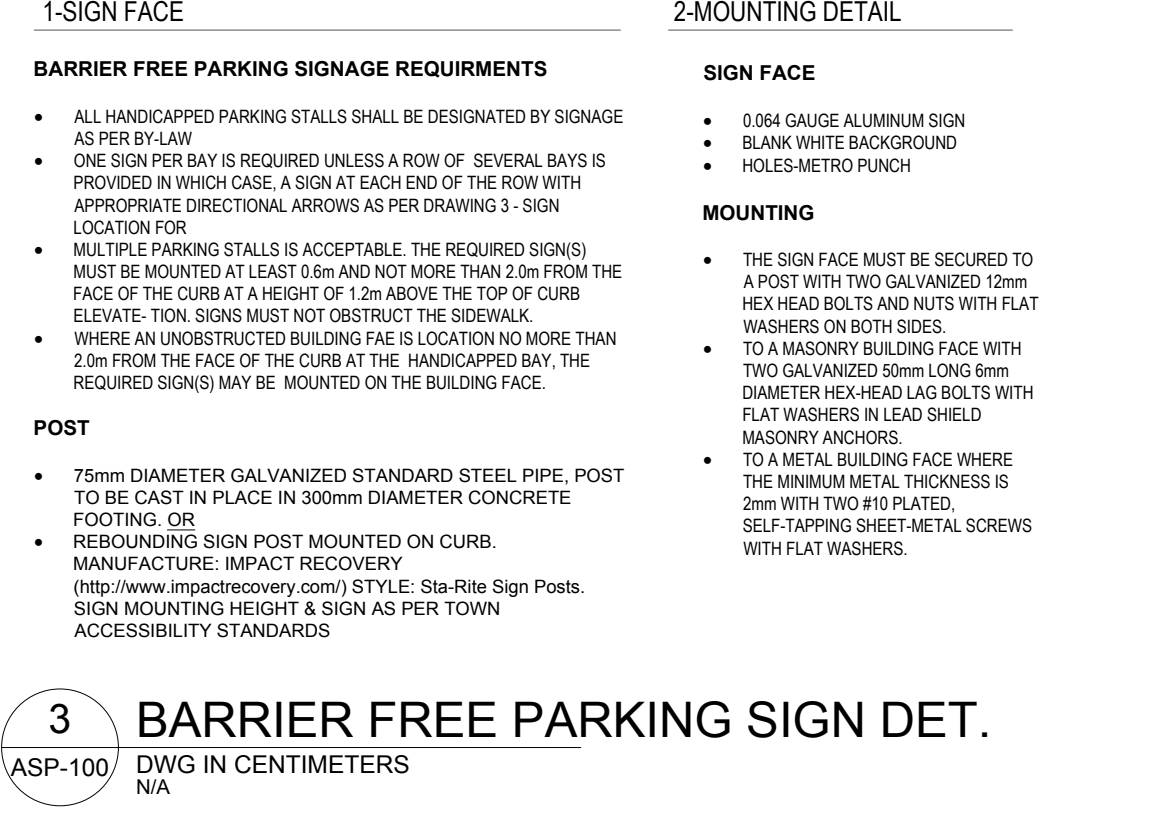 1-SIGN FACE
BARRIER FREE PARKING SIGNAGE REQUIRMENTS
• ALL HANDICAPPED PARKING STALLS SHALL BE DESIGNATED BY SIGNAGE
AS PER BY-LAW
• ONE SIGN PER BAY IS REQUIRED UNLESS A ROW OF SEVERAL BAYS IS
PROVIDED IN WHICH CASE, A SIGN AT EACH END OF THE ROW WITH
APPROPRIATE DIRECTIONAL ARROWS AS PER DRAWING 3 - SIGN
LOCATION FOR
• MULTIPLE PARKING STALLS IS ACCEPTABLE. THE REQUIRED SIGN(S)
MUST BE MOUNTED AT LEAST 0.6m AND NOT MORE THAN 2.0m FROM THE
FACE OF THE CURB AT A HEIGHT OF 1.2m ABOVE THE TOP OF CURB
ELEVATE- TION. SIGNS MUST NOT OBSTRUCT THE SIDEWALK.
• WHERE AN UNOBSTRUCTED BUILDING FAE IS LOCATION NO MORE THAN
2.0m FROM THE FACE OF THE CURB AT THE HANDICAPPED BAY, THE
REQUIRED SIGN(S) MAY BE MOUNTED ON THE BUILDING FACE.
POST
• 75mm DIAMETER GALVANIZED STANDARD STEEL PIPE, POST
TO BE CAST IN PLACE IN 300mm DIAMETER CONCRETE
FOOTING. OR
• REBOUNDING SIGN POST MOUNTED ON CURB.
MANUFACTURE: IMPACT RECOVERY
(http://www.impactrecovery.com/) STYLE: Sta-Rite Sign Posts.
SIGN MOUNTING HEIGHT & SIGN AS PER TOWN
ACCESSIBILITY STANDARDS
2-MOUNTING DETAIL
SIGN FACE
• 0.064 GAUGE ALUMINUM SIGN
• BLANK WHITE BACKGROUND
• HOLES-METRO PUNCH
MOUNTING
• THE SIGN FACE MUST BE SECURED TO
A POST WITH TWO GALVANIZED 12mm
HEX HEAD BOLTS AND NUTS WITH FLAT
WASHERS ON BOTH SIDES.
• TO A MASONRY BUILDING FACE WITH
TWO GALVANIZED 50mm LONG 6mm
DIAMETER HEX-HEAD LAG BOLTS WITH
FLAT WASHERS IN LEAD SHIELD
MASONRY ANCHORS.
• TO A METAL BUILDING FACE WHERE
THE MINIMUM METAL THICKNESS IS
2mm WITH TWO #10 PLATED,
SELF-TAPPING SHEET-METAL SCREWS
WITH FLAT WASHERS.
3
ASP-100
BARRIER FREE PARKING SIGN DET.
DWG IN CENTIMETERS
N/A